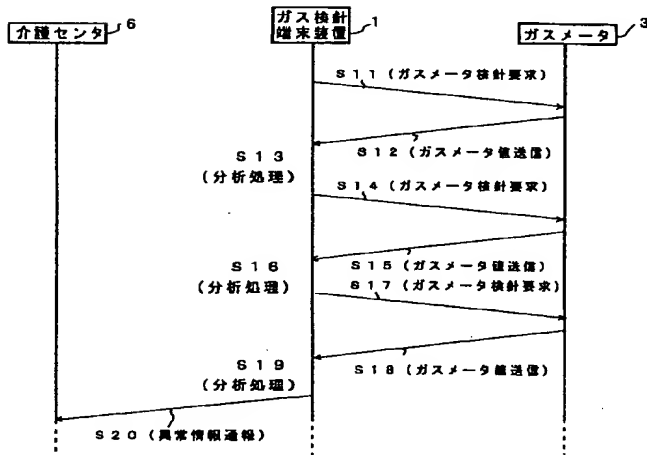 介護センタ
6
ガス検針
端末装置
1
ガスメータ
3
S11(ガスメータ検針要求)
S12(ガスメータ値送信)
S13
(分析処理)
S14(ガスメータ検針要求)
S15(ガスメータ値送信)
S16
(分析処理)
S17(ガスメータ検針要求)
S18(ガスメータ値送信)
S19
(分析処理)
S20(異常情報通報)